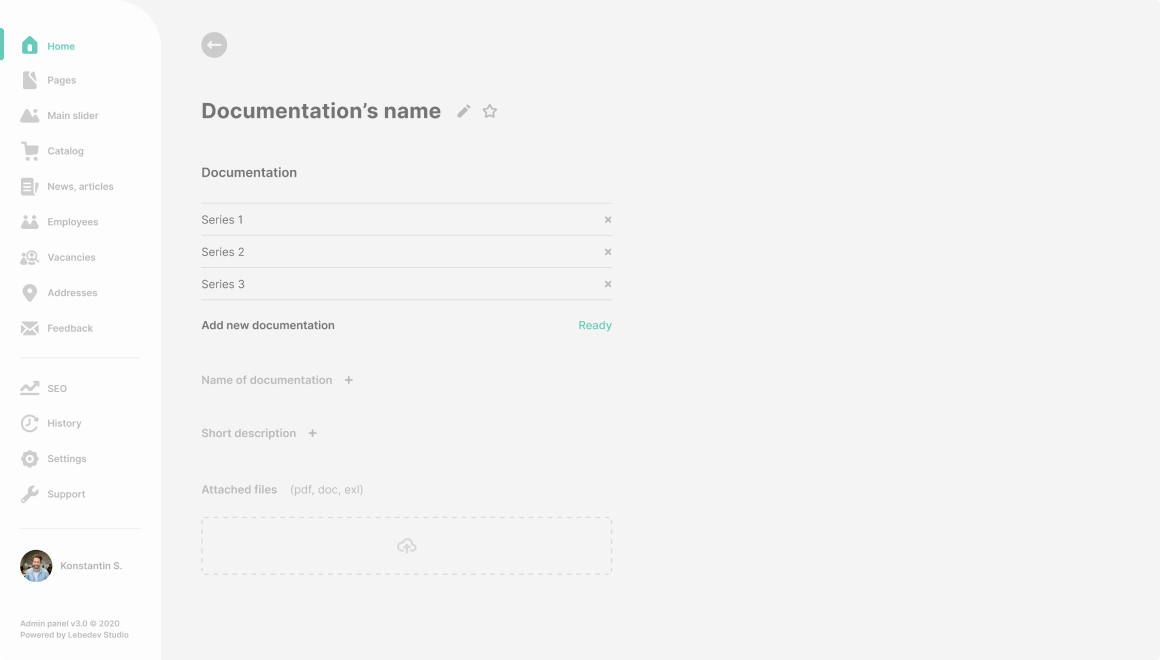 Home
Pages
Main slider
Catalog
News, articles
Employees
Vacancies
Addresses
Feedback
SEO
History
Settings
Support
Konstantin S.
Admin panel v3.0 © 2020
Powered by Lebedev Studio
Documentation’s name
Documentation
Series 1
Series 2
Series 3
Add new documentation Ready
Name of documentation +
Short description +
Attached files (pdf, doc, exl)